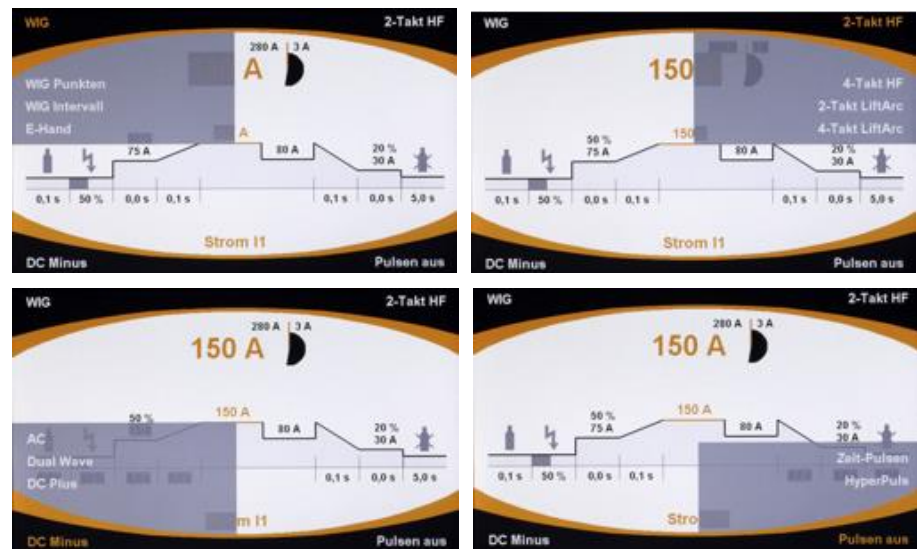 WIG 2-Takt HF
280 A 3 A
A
WIG Punkten
WIG Intervall
E-Hand
A
75 A 80 A 20 %
30 A
0,1 s 50 % 0,0 s 0,1 s 0,1 s 0,0 s 5,0 s
Strom I1
DC Minus Pulsen aus
WIG 2-Takt HF
150
4-Takt HF
2-Takt LiftArc
4-Takt LiftArc
50 % 150
75 A 80 A 20 %
30 A
0,1 s 50 % 0,0 s 0,1 s 0,1 s 0,0 s 5,0 s
Strom I1
DC Minus Pulsen aus
WIG 2-Takt HF
280 A 3 A
150 A
50 % 150 A
80 A 20 %
30 A
AC
Dual Wave
DC Plus
0,1 s 0,0 s 5,0 s
m I1
DC Minus Pulsen aus
WIG 2-Takt HF
280 A 3 A
150 A
50 % 150 A
75 A 80 A 20 %
30 A
Zeit-Pulsen
HyperPuls
0,1 s 50 % 0,0 s 0,1 s
Stro
DC Minus Pulsen aus